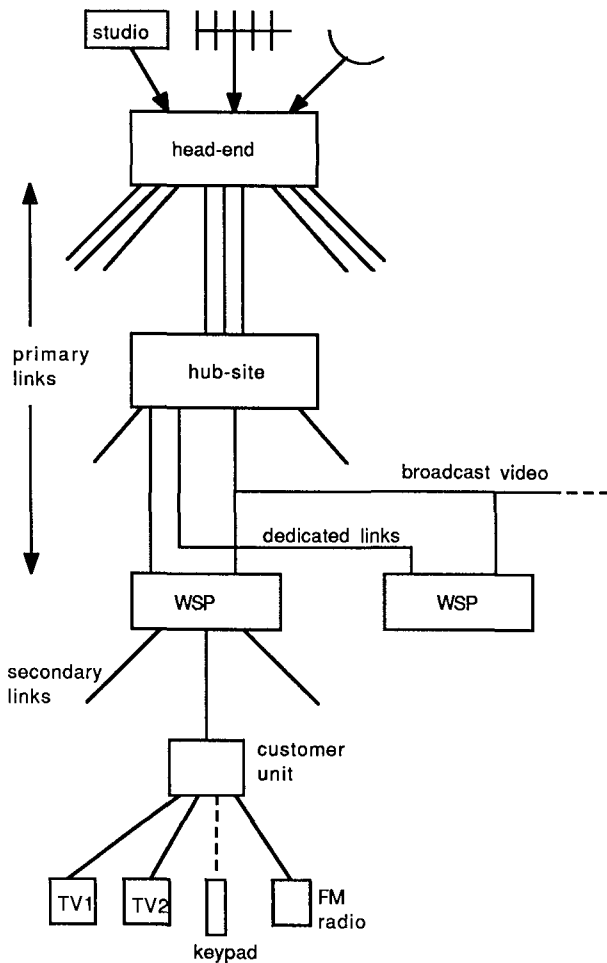 studio
head-end
primary
links
hub-site
broadcast video
dedicated links
WSP
WSP
secondary
links
customer
unit
TV1
TV2
FM
radio
keypad